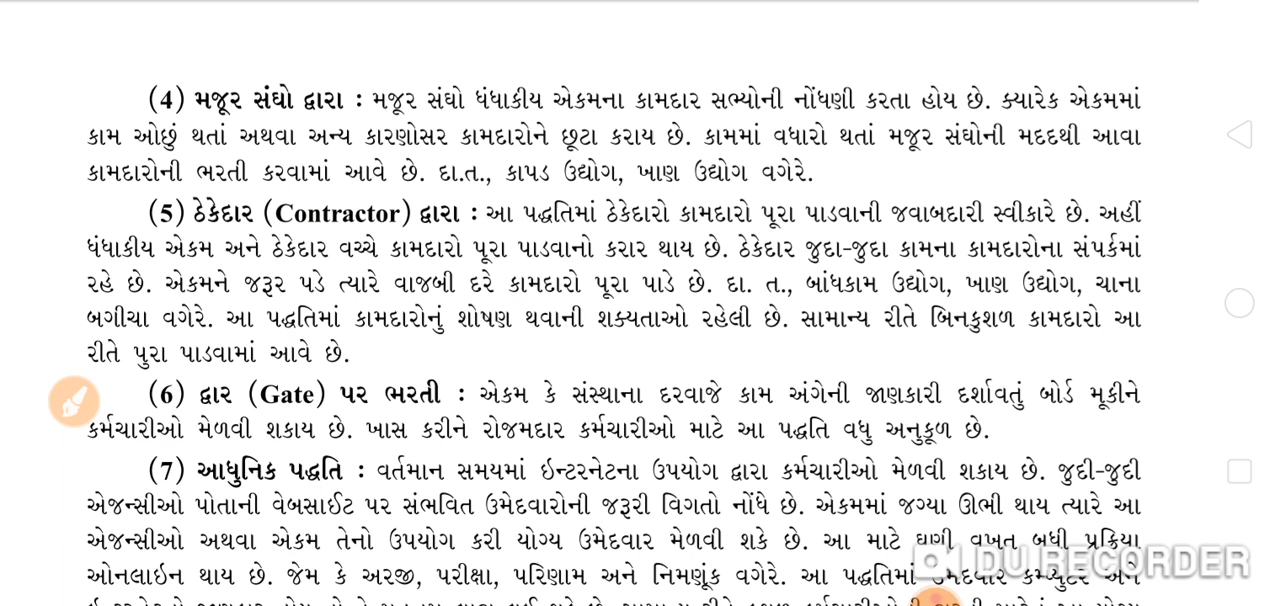 (4) મજૂર સંઘો દ્વારા : મજૂર સંઘો ધંધાકીય એકમના કામદાર સભ્યોની નોંધણી કરતા હોય છે. ક્યારેક એકમમાં
કામ ઓછું થતાં અથવા અન્ય કારણોસર કામદારોને છૂટા કરાય છે. કામમાં વધારો થતાં મજૂર સંઘોની મદદથી આવા
કામદારોની ભરતી કરવામાં આવે છે. દા.ત., કાપડ ઉદ્યોગ, ખાણ ઉદ્યોગ વગેરે.
(5) ઠેકેદાર (Contractor) દ્વારા : આ પદ્ધતિમાં ઠેકેદારો કામદારો પૂરા પાડવાની જવાબદારી સ્વીકારે છે. અહીં
ધંધાકીય એકમ અને ઠેકેદાર વચ્ચે કામદારો પૂરા પાડવાનો કરાર થાય છે. ઠેકેદાર જુદા-જુદા કામના કામદારોના સંપર્કમાં
રહે છે. એકમને જરૂર પડે ત્યારે વાજબી દરે કામદારો પૂરા પાડે છે. દા. ત., બાંધકામ ઉદ્યોગ, ખાણ ઉદ્યોગ, ચાના
બગીચા વગેરે. આ પદ્ધતિમાં કામદારોનું શોષણ થવાની શક્યતાઓ રહેલી છે. સામાન્ય રીતે બિનકુશળ કામદારો આ
રીતે પુરા પાડવામાં આવે છે.
(6) દ્વાર (Gate) પર ભરતી : એકમ કે સંસ્થાના દરવાજે કામ અંગેની જાણકારી દર્શાવતું બોર્ડ મૂકીને
કર્મચારીઓ મેળવી શકાય છે. ખાસ કરીને રોજમદાર કર્મચારીઓ માટે આ પદ્ધતિ વધુ અનુકૂળ છે.
(7) આધુનિક પદ્ધતિ : વર્તમાન સમયમાં ઇન્ટરનેટના ઉપયોગ દ્વારા કર્મચારીઓ મેળવી શકાય છે. જુદી-જુદી
એજન્સીઓ પોતાની વેબસાઈટ પર સંભવિત ઉમેદવારોની જરૂરી વિગતો નોંધે છે. એકમમાં જગ્યા ઊભી થાય ત્યારે આ
એજન્સીઓ અથવા એકમ તેનો ઉપયોગ કરી યોગ્ય ઉમેદવાર મેળવી શકે છે. આ માટે ઘણી વખત બધી પ્રક્રિયા
ઓનલાઇન થાય છે. જેમ કે અરજી, પરીક્ષા, પરિણામ અને નિમણૂંક વગેરે. આ પદ્ધતિમાં ઉમેદવાર કમ્પ્યુટર અને
DU RECORDER